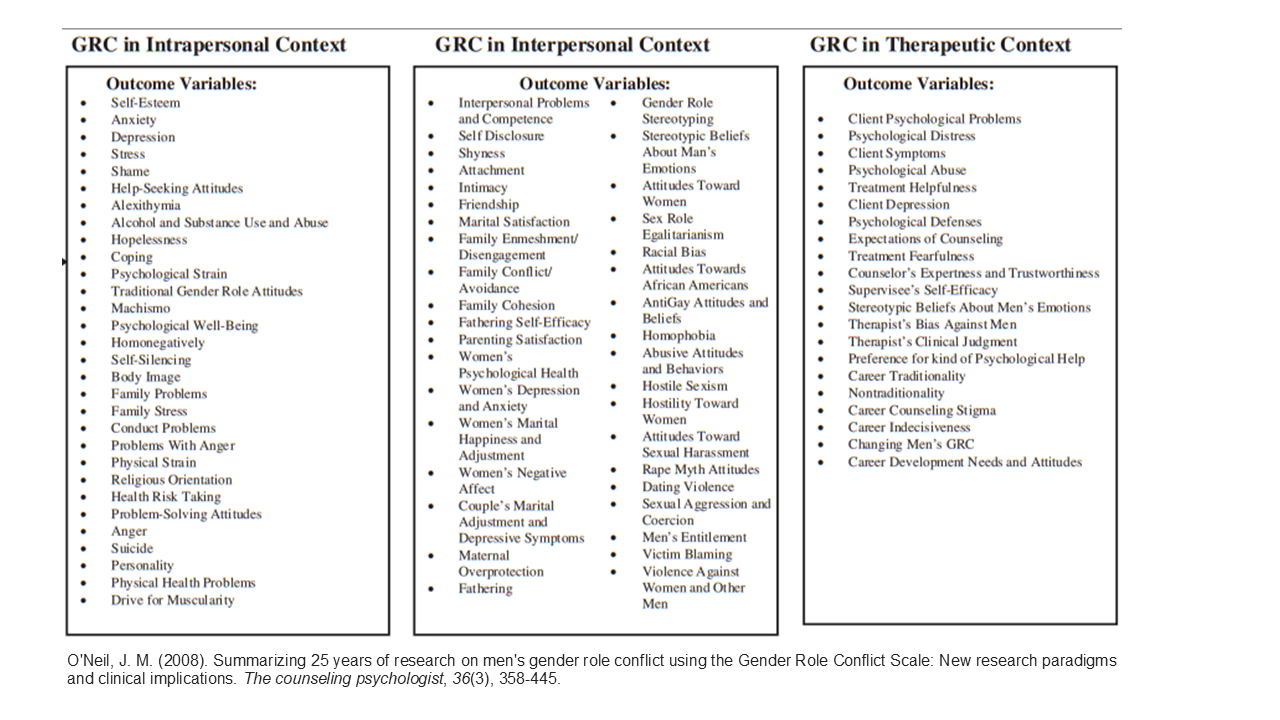 GRC in Intrapersonal Context
Outcome Variables:
• Self-Esteem
• Anxiety
• Depression
• Stress
• Shame
• Help-Seeking Attitudes
• Alexithymia
• Alcohol and Substance Use and Abuse
• Hopelessness
• Coping
• Psychological Strain
• Traditional Gender Role Attitudes
• Machismo
• Psychological Well-Being
• Homonegatively
• Self-Silencing
• Body Image
• Family Problems
• Family Stress
• Conduct Problems
• Problems With Anger
• Physical Strain
• Religious Orientation
• Health Risk Taking
• Problem-Solving Attitudes
• Anger
• Suicide
• Personality
• Physical Health Problems
• Drive for Muscularity
GRC in Interpersonal Context
Outcome Variables:
• Interpersonal Problems
and Competence
• Self Disclosure
• Shyness
• Attachment
• Intimacy
• Friendship
• Marital Satisfaction
• Family Enmeshment/
Disengagement
• Family Conflict/
Avoidance
• Family Cohesion
• Fathering Self-Efficacy
• Parenting Satisfaction
• Women's
Psychological Health
• Women's Depression
and Anxiety
• Women's Marital
Happiness and
Adjustment
• Women's Negative
Affect
• Couple's Marital
Adjustment and
Depressive Symptoms
• Maternal
Overprotection
• Fathering
• Gender Role
Stereotyping
• Stereotypic Beliefs
About Man's
Emotions
• Attitudes Toward
Women
• Sex Role
Egalitarianism
• Racial Bias
• Attitudes Towards
African Americans
• AntiGay Attitudes and
Beliefs
• Homophobia
• Abusive Attitudes
and Behaviors
• Hostile Sexism
• Hostility Toward
Women
• Attitudes Toward
Sexual Harassment
• Rape Myth Attitudes
• Dating Violence
• Sexual Aggression and
Coercion
• Men's Entitlement
• Victim Blaming
• Violence Against
Women and Other
Men
GRC in Therapeutic Context
Outcome Variables:
• Client Psychological Problems
• Psychological Distress
• Client Symptoms
• Psychological Abuse
• Treatment Helpfulness
• Client Depression
• Psychological Defenses
• Expectations of Counseling
• Treatment Fearfulness
• Counselor's Expertness and Trustworthiness
• Supervisee's Self-Efficacy
• Stereotypic Beliefs About Men's Emotions
• Therapist's Bias Against Men
• Therapist's Clinical Judgment
• Preference for kind of Psychological Help
• Career Traditionality
• Nontraditionality
• Career Counseling Stigma
• Career Indecisiveness
• Changing Men's GRC
• Career Development Needs and Attitudes
O'Neil, J. M. (2008). Summarizing 25 years of research on men's gender role conflict using the Gender Role Conflict Scale: New research paradigms
and clinical implications. The counseling psychologist, 36(3), 358-445.